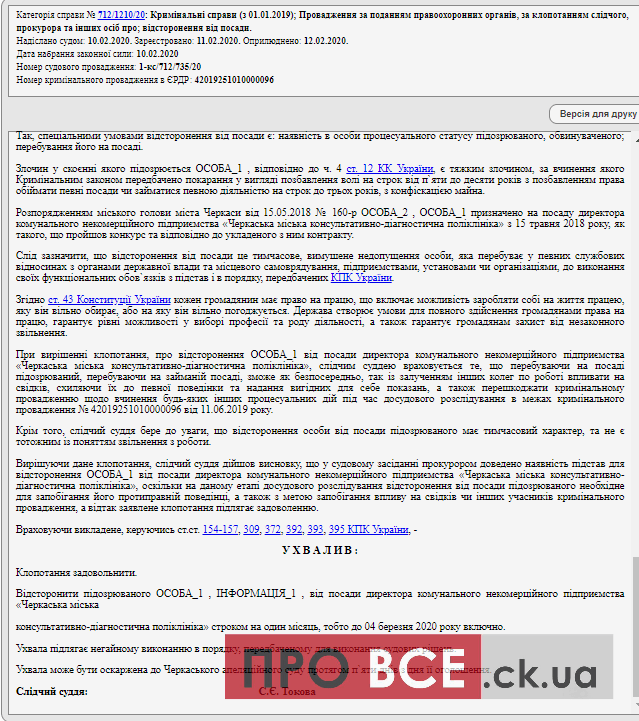 Категорія справи № 712/1210/20: Кримінальні справи (з 01.01.2019); Провадження за поданням правоохоронних органів, за клопотанням слідчого,
прокурора та інших осіб про; відсторонення від посади.
Надіслано судом: 10.02.2020. Зареєстровано: 11.02.2020. Оприлюднено: 12.02.2020.
Дата набрання законної сили: 10.02.2020
Номер судового провадження: 1-кс/712/735/20
Номер кримінального провадження в ЄРДР: 42019251010000096
Версія для друку
Так, спеціальними умовами відсторонення від посади є: наявність в особи процесуального статусу підозрюваного, обвинуваченого;
перебування його на посаді.
Злочин у скоєнні якого підозрюється ОСОБА_1 , відповідно до ч. 4 ст. 12 КК України, є тяжким злочином, за вчинення якого
Кримінальним законом передбачено покарання у вигляді позбавлення волі на строк від п`яти до десяти років з позбавленням права
обіймати певні посади чи займатися певною діяльністю на строк до трьох років, з конфіскацією майна.
Розпорядженням міського голови міста Черкаси від 15.05.2018 № 160-р ОСОБА_2 , ОСОБА_1 призначено на посаду директора
комунального некомерційного підприємства «Черкаська міська консультативно-діагностична поліклініка» з 15 травня 2018 року, як
такого, що пройшов конкурс та відповідно до укладеного з ним контракту.
Слід зазначити, що відсторонення від посади це тимчасове, вимушене недопущення особи, яка перебуває у певних службових
відносинах з органами державної влади та місцевого самоврядування, підприємствами, установами чи організаціями, до виконання
своїх функціональних обов`язків з підстав і в порядку, передбачених КПК України.
Згідно ст. 43 Конституції України кожен громадянин має право на працю, що включає можливість заробляти собі на життя працею,
яку він вільно обирає, або на яку він вільно погоджується. Держава створює умови для повного здійснення громадянами права на
працю, гарантує рівні можливості у виборі професії та роду діяльності, а також гарантує громадянам захист від незаконного
звільнення.
При вирішенні клопотання, про відсторонення ОСОБА_1 від посади директора комунального некомерційного підприємства
«Черкаська міська консультативно-діагностична поліклініка», слідчим суддею враховується те, що перебуваючи на посаді
підозрюваний, перебуваючи на займаній посаді, зможе як безпосередньо, так із залученням інших колег по роботі впливати на
свідків, схиляючи їх до певної поведінки та надання вигідних для себе показань, а також перешкоджати кримінальному
провадженню щодо вчинення будь-яких інших процесуальних дій під час досудового розслідування в межах кримінального
провадження № 42019251010000096 від 11.06.2019 року.
Крім того, слідчий суддя бере до уваги, що відсторонення особи від посади підозрюваного має тимчасовий характер, та не є
тотожним із поняттям звільнення з роботи.
Вирішуючи дане клопотання, слідчий суддя дійшов висновку, що у судовому засіданні прокурором доведено наявність підстав для
відсторонення ОСОБА_1 від посади директора комунального некомерційного підприємства «Черкаська міська консультативно-
діагностична поліклініка», оскільки на даному етапі досудового розслідування відсторонення від посади підозрюваного необхідне
для запобігання його протиправній поведінці, а також з метою запобігання впливу на свідків чи інших учасників кримінального
провадження, а відтак заявлене клопотання підлягає задоволенню.
Враховуючи викладене, керуючись ст.ст. 154-157, 309, 372, 392, 393, 395 КПК України, -
У Х В А Л И В :
Клопотання задовольнити.
Відсторонити підозрюваного ОСОБА_1 , ІНФОРМАЦІЯ_1 , від посади директора комунального некомерційного підприємства
«Черкаська міська
консультативно-діагностична поліклініка» строком на один місяць, тобто до 04 березня 2020 року включно.
Ухвала підлягає негайному виконанню в порядку, передбаченому для виконання судових рішень.
Ухвала може бути оскаржена до Черкаського апеляційного суду протягом п`яти днів з дня її оголошення.
Слідчий суддя: С.Є. Токова
ПРО ВСЕ.ck.ua